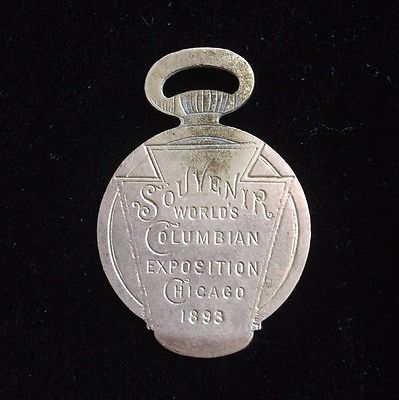 SOUVENIR
WORLD'S
COLUMBIAN
EXPOSITION
CHICAGO
1893